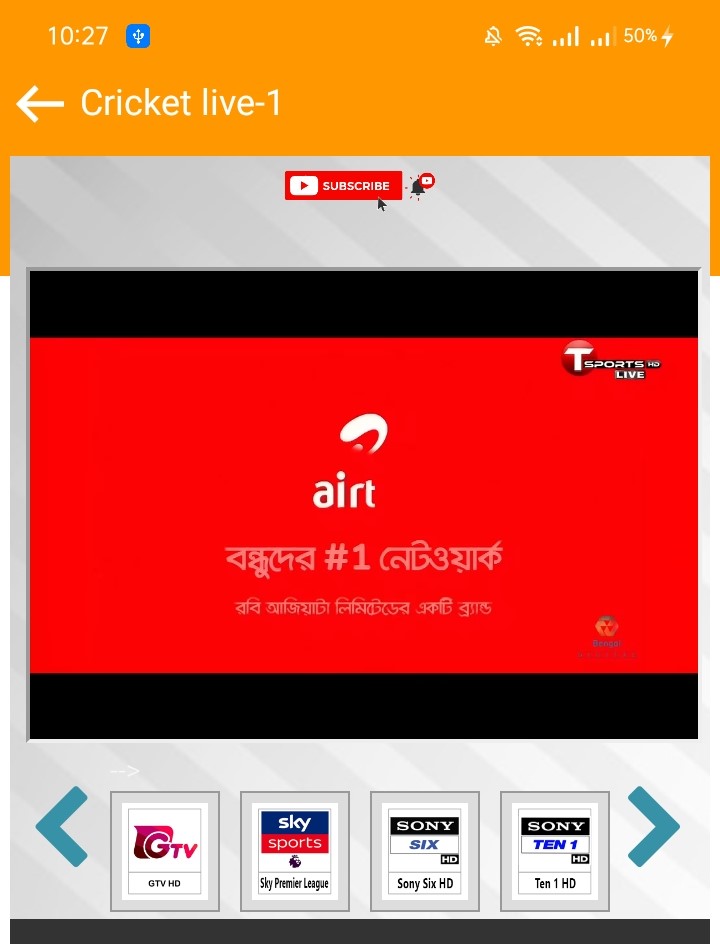 10:27
50%
Cricket live-1
SUBSCRIBE
TSPORTS HD
LIVE
airt
বন্ধুদের #1 নেটওয়ার্ক
রবি আজিয়াটা লিমিটেডের একটি ব্র্যান্ড
Bengal
-->
GTV
GTV HD
sky
sports
Sky Premier League
SONY
SIX
HD
Sony Six HD
SONY
TEN 1
HD
Ten 1 HD